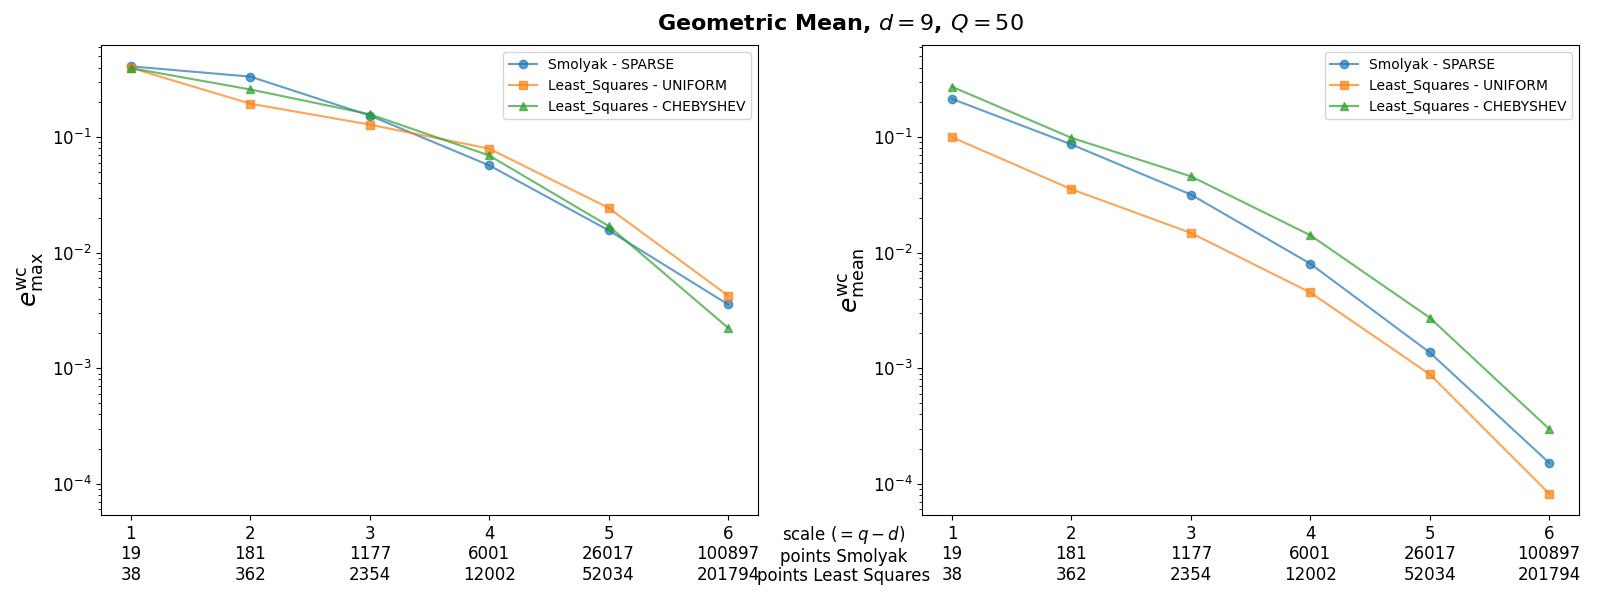 Geometric Mean, d = 9, Q = 50
Smolyak - SPARSE
Least_Squares - UNIFORM
Least_Squares - CHEBYSHEV
10⁻¹
10⁻²
10⁻³
10⁻⁴
e^wc_max
1 2 3 4 5 6
19 181 1177 6001 26017 100897
38 362 2354 12002 52034 201794
scale (= q − d)
points Smolyak
points Least Squares
Smolyak - SPARSE
Least_Squares - UNIFORM
Least_Squares - CHEBYSHEV
10⁻¹
10⁻²
10⁻³
10⁻⁴
e^wc_mean
1 2 3 4 5 6
19 181 1177 6001 26017 100897
38 362 2354 12002 52034 201794